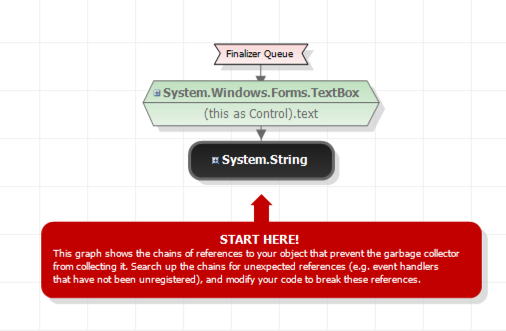 Finalizer Queue
System.Windows.Forms.TextBox
(this as Control).text
System.String
START HERE!
This graph shows the chains of references to your object that prevent the garbage collector
from collecting it. Search up the chains for unexpected references (e.g. event handlers
that have not been unregistered), and modify your code to break these references.